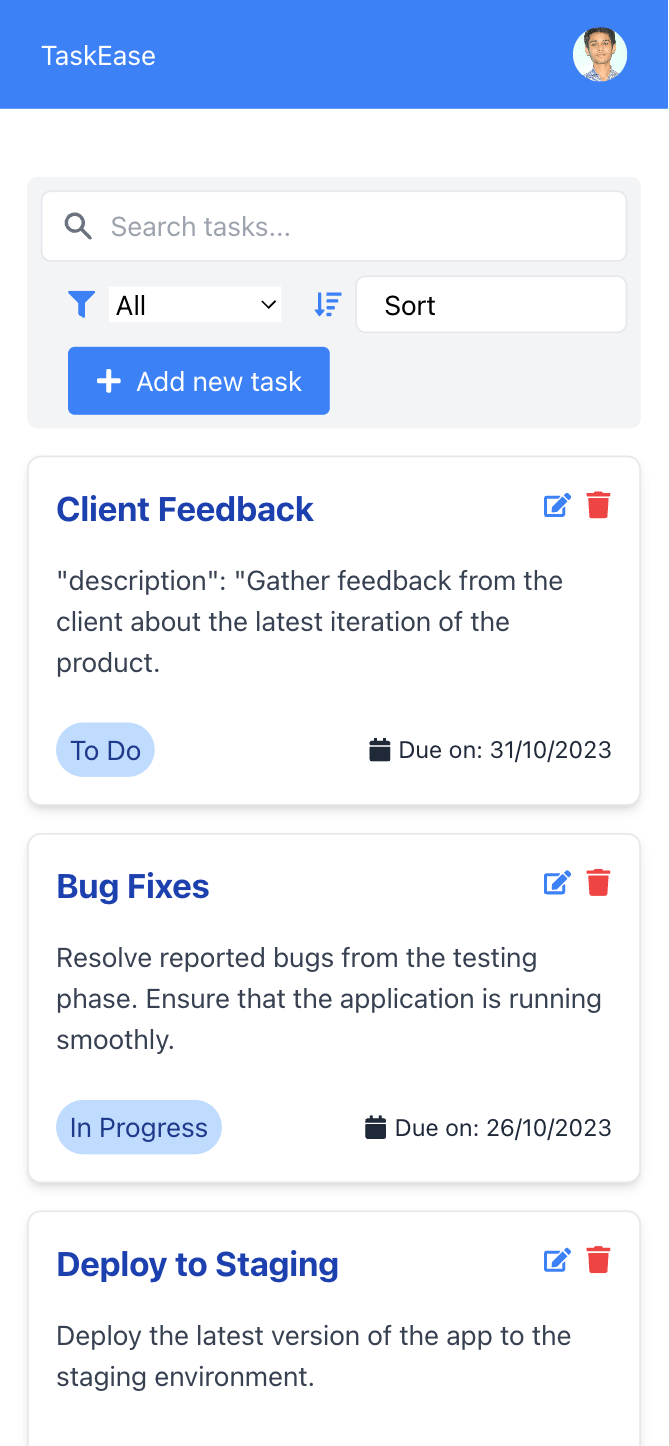 TaskEase
Search tasks...
All
Sort
Add new task
Client Feedback
"description": "Gather feedback from the
client about the latest iteration of the
product.
To Do
Due on: 31/10/2023
Bug Fixes
Resolve reported bugs from the testing
phase. Ensure that the application is running
smoothly.
In Progress
Due on: 26/10/2023
Deploy to Staging
Deploy the latest version of the app to the
staging environment.